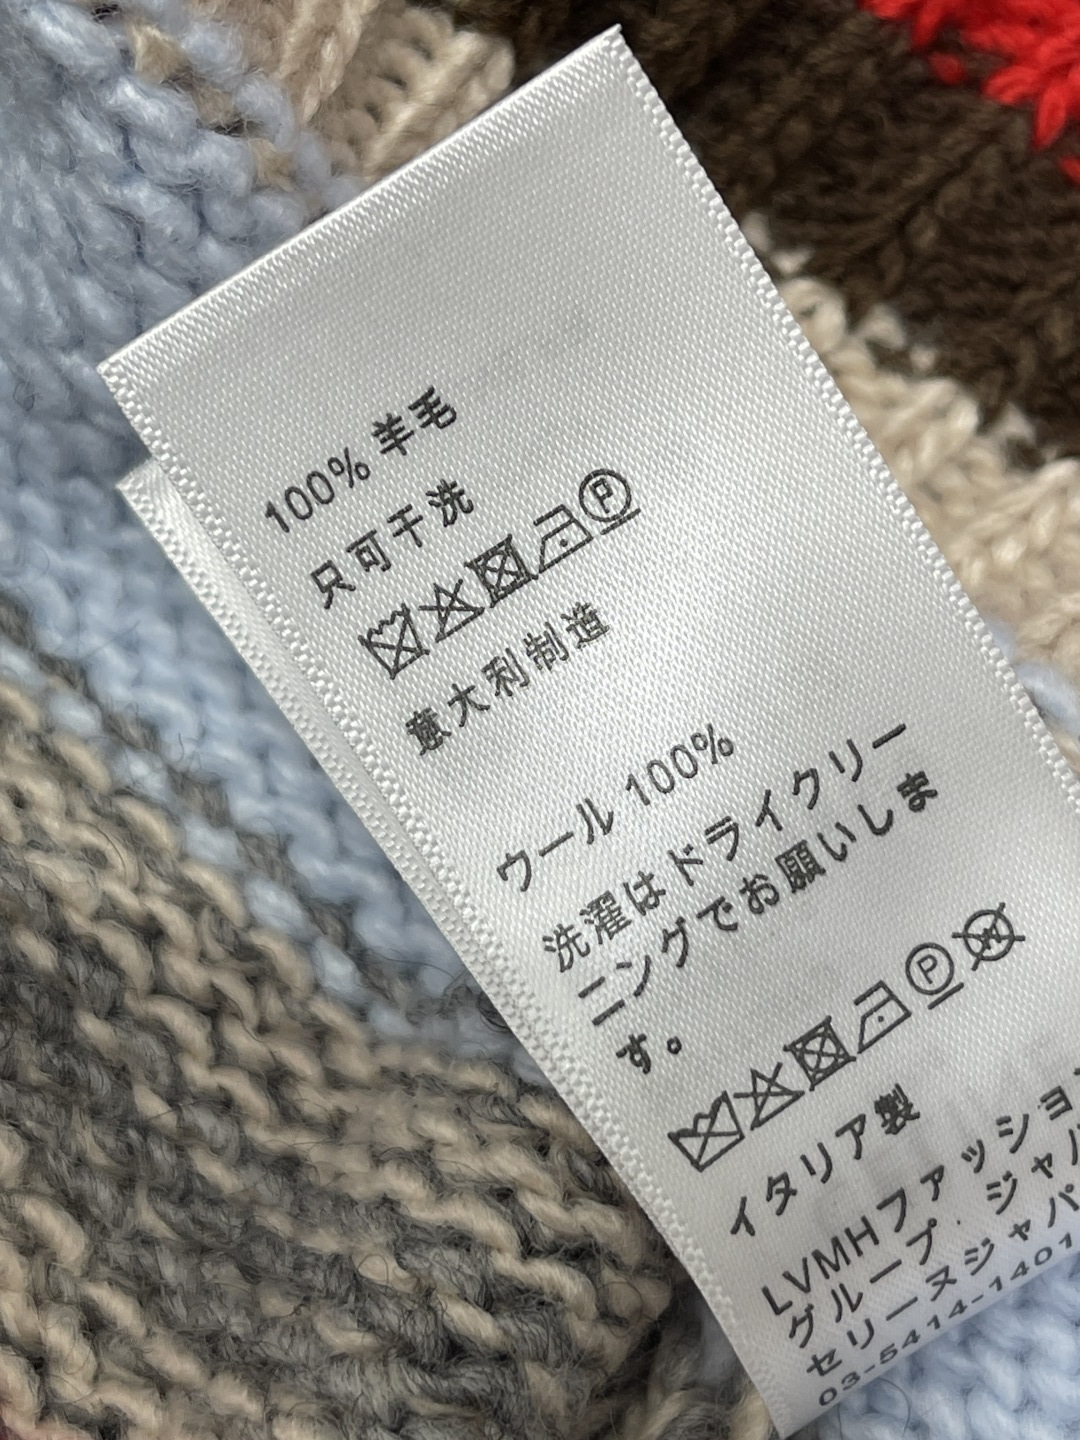 100% 羊毛
只可干洗
P
意大利制造
ウール 100%
洗濯はドライクリー
ニングでお願いしま
す。
P W
イタリア製
LVMHファッション
グループ・ジャパ
セリーヌジャパ
03-5414-1401